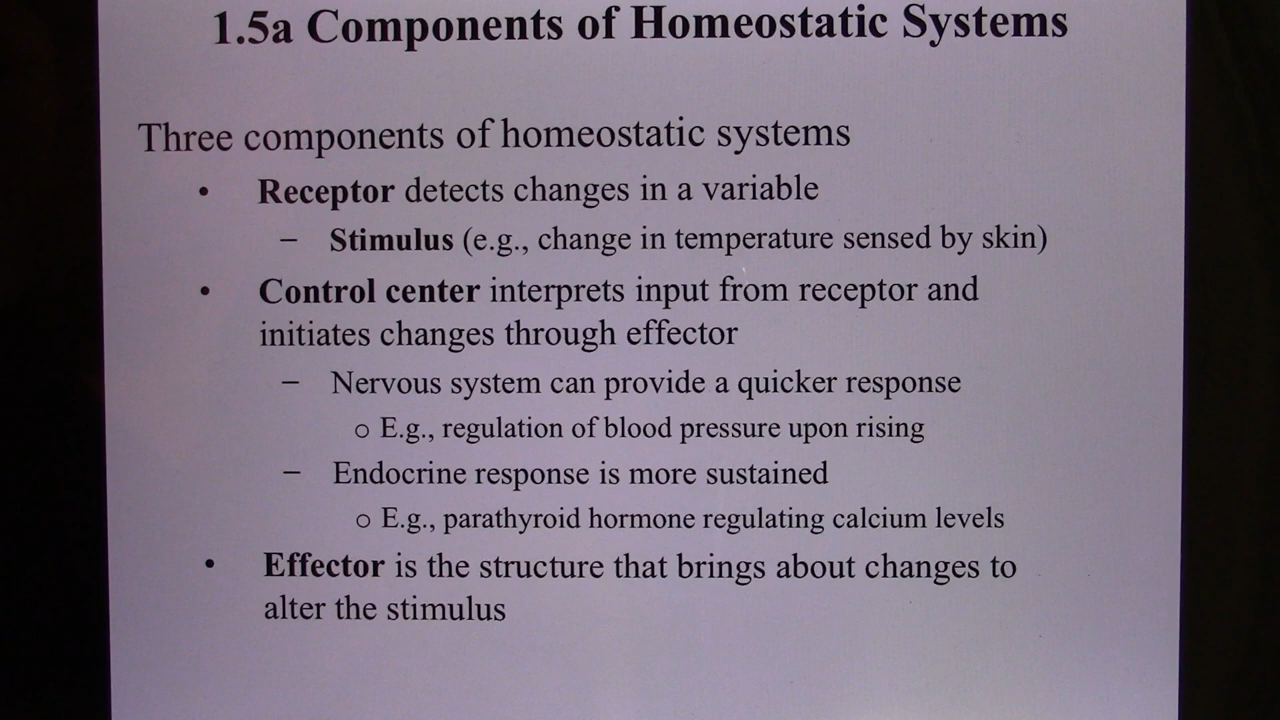 1.5a Components of Homeostatic Systems
Three components of homeostatic systems
• Receptor detects changes in a variable
– Stimulus (e.g., change in temperature sensed by skin)
• Control center interprets input from receptor and
initiates changes through effector
– Nervous system can provide a quicker response
o E.g., regulation of blood pressure upon rising
– Endocrine response is more sustained
o E.g., parathyroid hormone regulating calcium levels
• Effector is the structure that brings about changes to
alter the stimulus